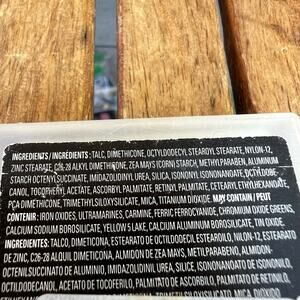 INGREDIENTS/INGRÉDIENTS: TALC, DIMETHICONE, OCTYLDODECYL STEAROYL STEARATE, NYLON-12,
ZINC STEARATE, C26-28 ALKYL DIMETHICONE, ZEA MAYS (CORN) STARCH, METHYLPARABEN, ALUMINUM
STARCH OCTENYLSUCCINATE, IMIDAZOLIDINYL UREA, SILICA, ISONONYL ISONONANOATE, OCTYLDODE-
CANOL, TOCOPHERYL ACETATE, ASCORBYL PALMITATE, RETINYL PALMITATE, CETEARYL ETHYLHEXANOATE,
PCA DIMETHICONE, TRIMETHYLSILOXYSILICATE, MICA, TITANIUM DIOXIDE. MAY CONTAIN / PEUT
CONTENIR: IRON OXIDES, ULTRAMARINES, CARMINE, FERRIC FERROCYANIDE, CHROMIUM OXIDE GREENS,
CALCIUM SODIUM BOROSILICATE, YELLOW 5 LAKE, CALCIUM ALUMINUM BOROSILICATE, TIN OXIDE.
INGREDIENTES: TALCO, DIMETICONA, ESTEARATO DE OCTILDODECIL ESTEAROILO, NILON-12, ESTEARATO
DE ZINC, C26-28 ALQUIL DIMETICONA, ALMIDÓN DE ZEA MAYS, METILPARABENO, ALMIDON-
OCTENILSUCCINATO DE ALUMINIO, IMIDAZOLIDINIL UREA, SILICE, ISONONANOATO DE ISONONILO,
OCTILDODECANOL, ACETATO DE TOCOFERILO, PALMITATO DE ASCORBILO, PALMITATO DE RETINILO,